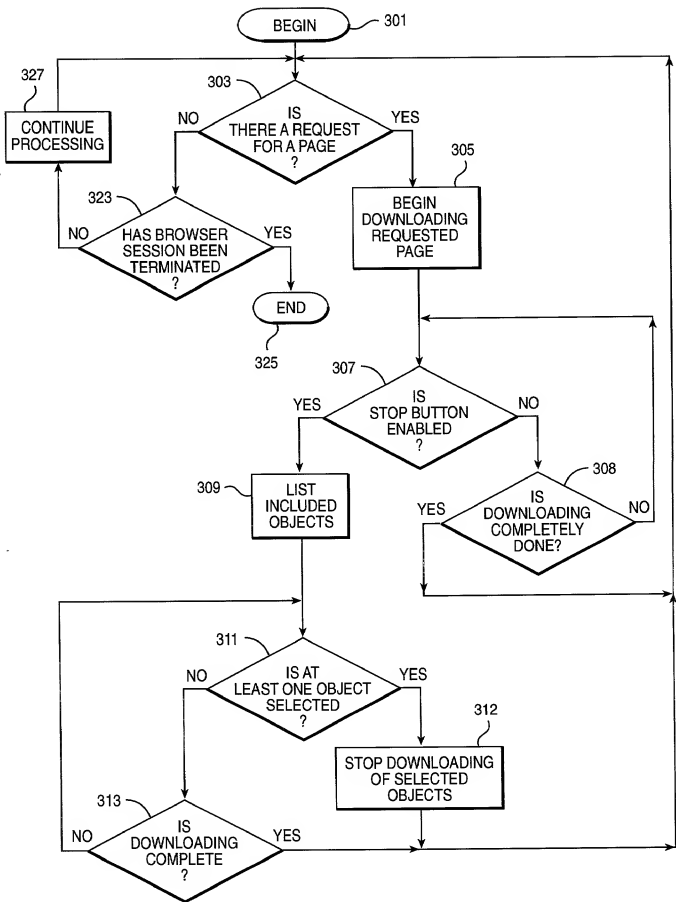 BEGIN
301
327
303
CONTINUE
PROCESSING
NO
IS
THERE A REQUEST
FOR A PAGE
?
YES
305
BEGIN
DOWNLOADING
REQUESTED
PAGE
323
NO
HAS BROWSER
SESSION BEEN
TERMINATED
?
YES
END
325
307
YES
IS
STOP BUTTON
ENABLED
?
NO
308
309
LIST
INCLUDED
OBJECTS
YES
IS
DOWNLOADING
COMPLETELY
DONE?
NO
311
NO
IS AT
LEAST ONE OBJECT
SELECTED
?
YES
312
STOP DOWNLOADING
OF SELECTED
OBJECTS
313
NO
IS
DOWNLOADING
COMPLETE
?
YES